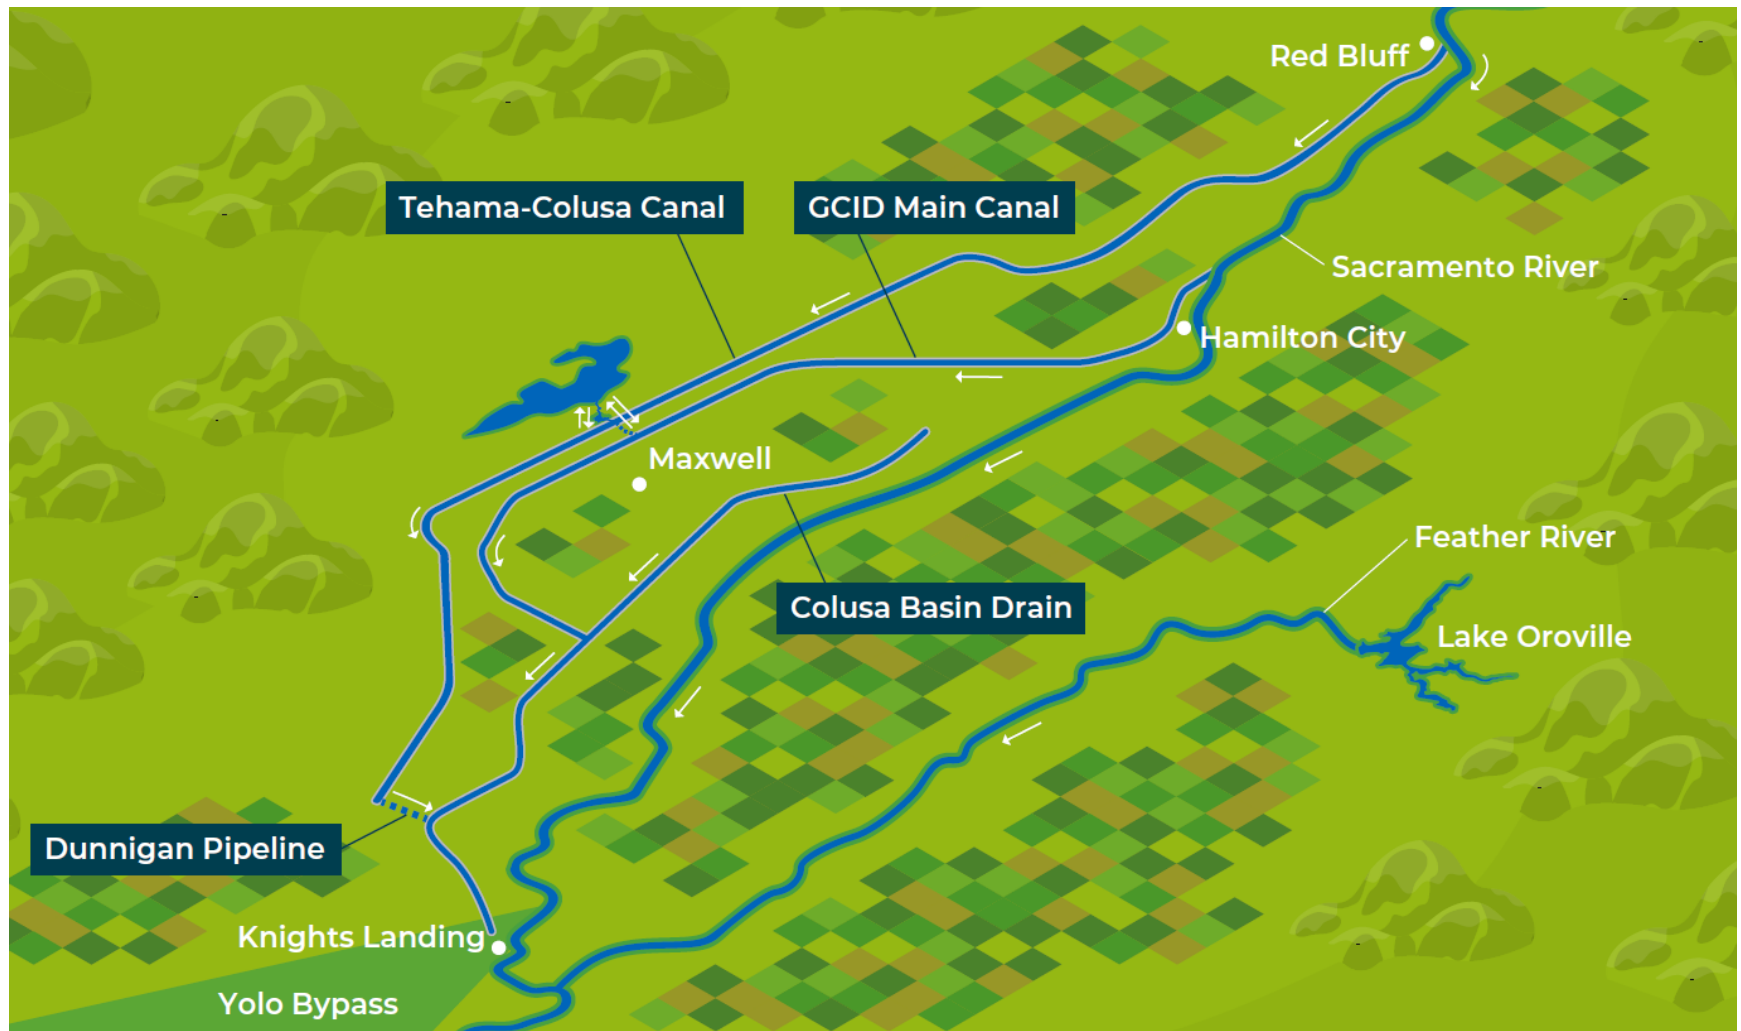 Red Bluff
Tehama-Colusa Canal
GCID Main Canal
Sacramento River
Hamilton City
Maxwell
Feather River
Colusa Basin Drain
Lake Oroville
Dunnigan Pipeline
Knights Landing
Yolo Bypass